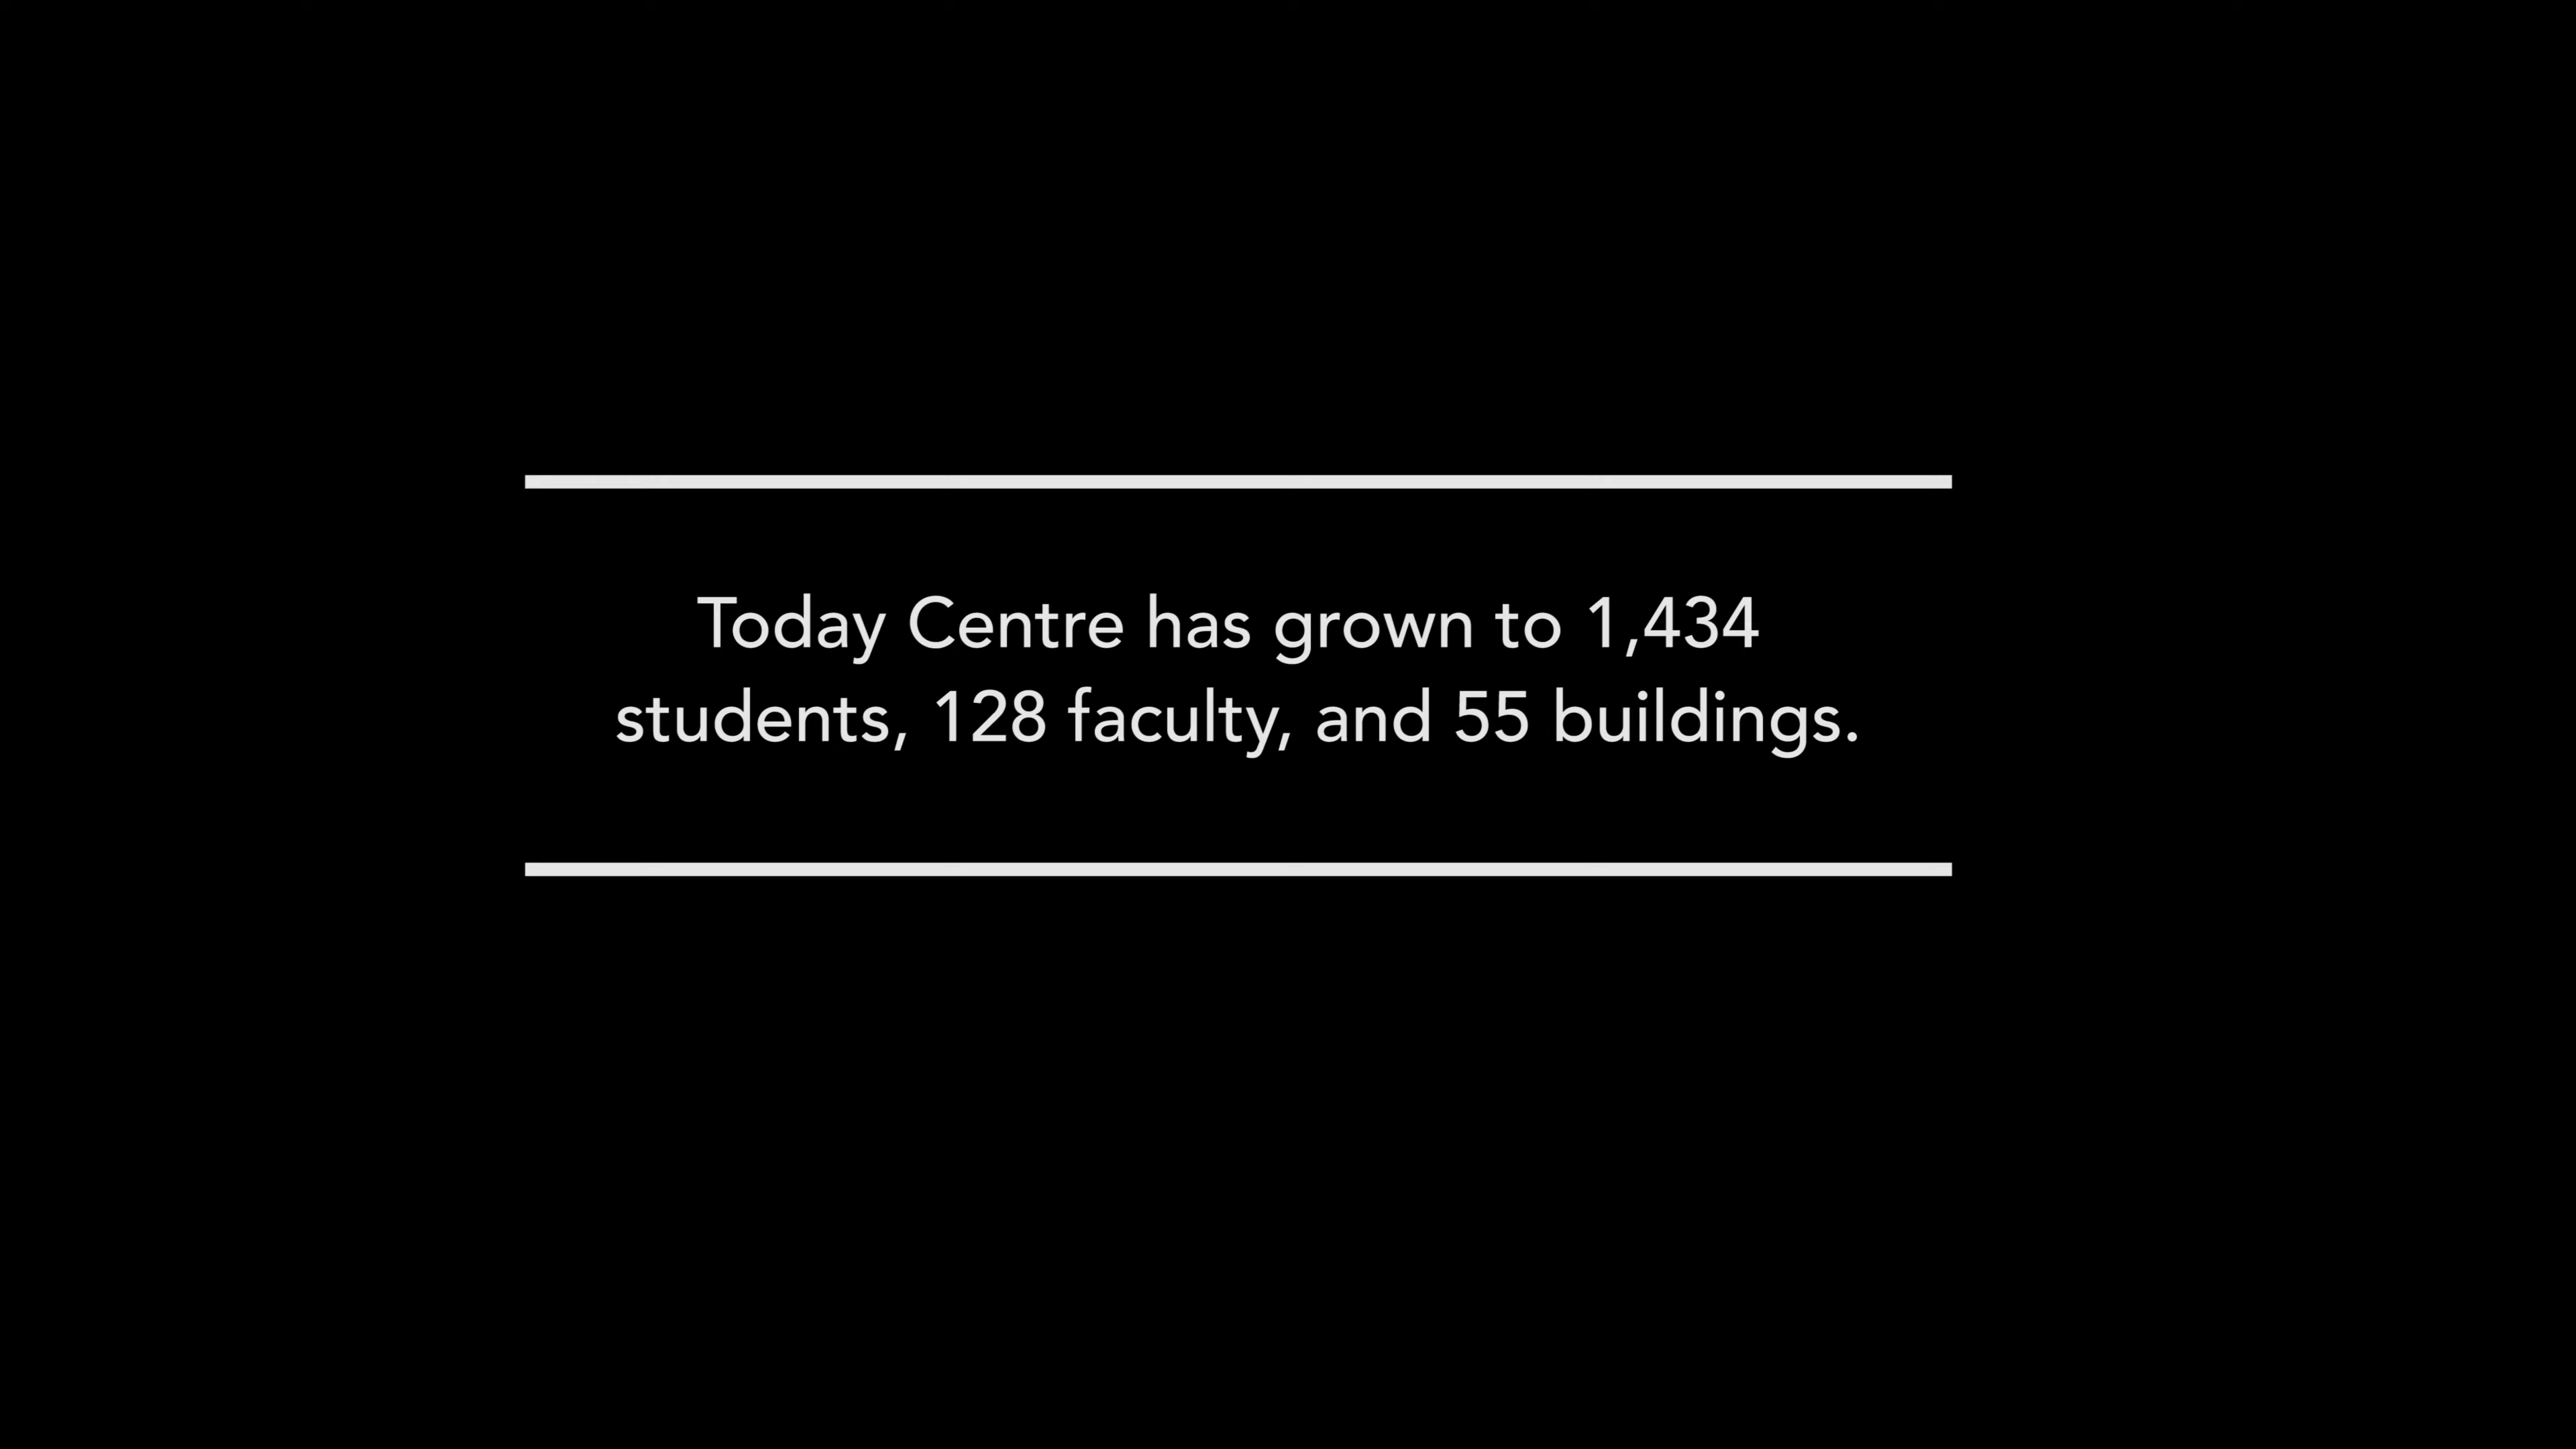 Today Centre has grown to 1,434
students, 128 faculty, and 55 buildings.